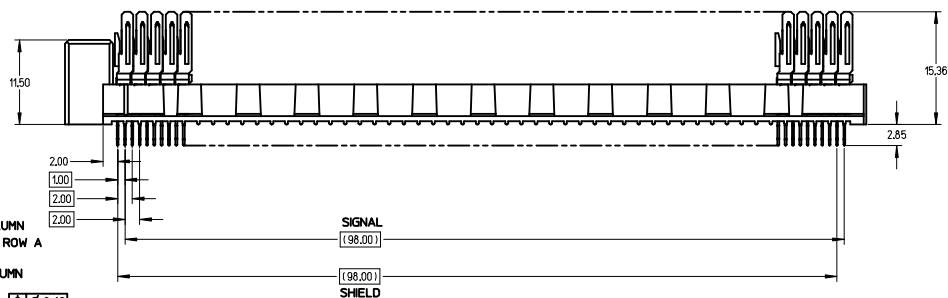 11,50
15,36
2.85
2.00
1.00
2.00
2.00
UMN
ROW A
UMN
SIGNAL
(98.00)
(98.00)
SHIELD